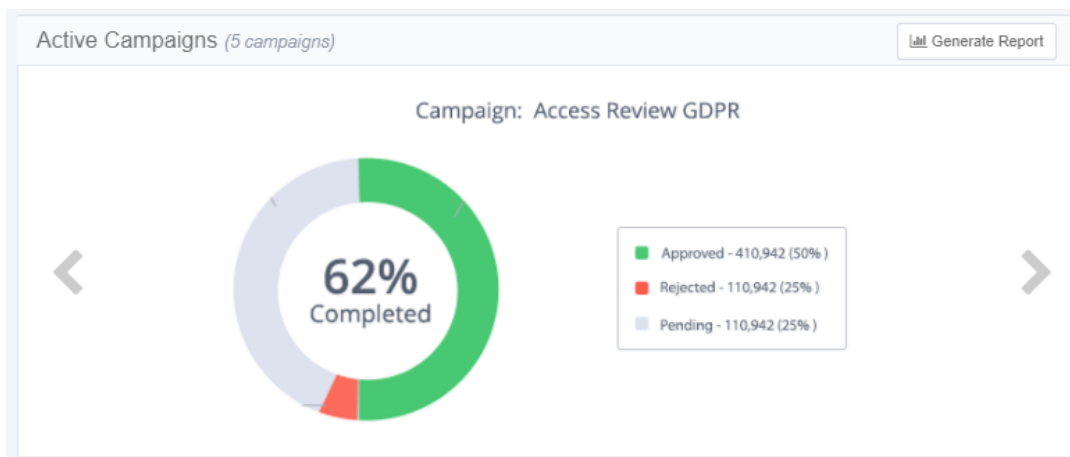 Active Campaigns (5 campaigns)
Generate Report
Campaign: Access Review GDPR
62%
Completed
Approved - 410,942 (50% )
Rejected - 110,942 (25% )
Pending - 110,942 (25% )